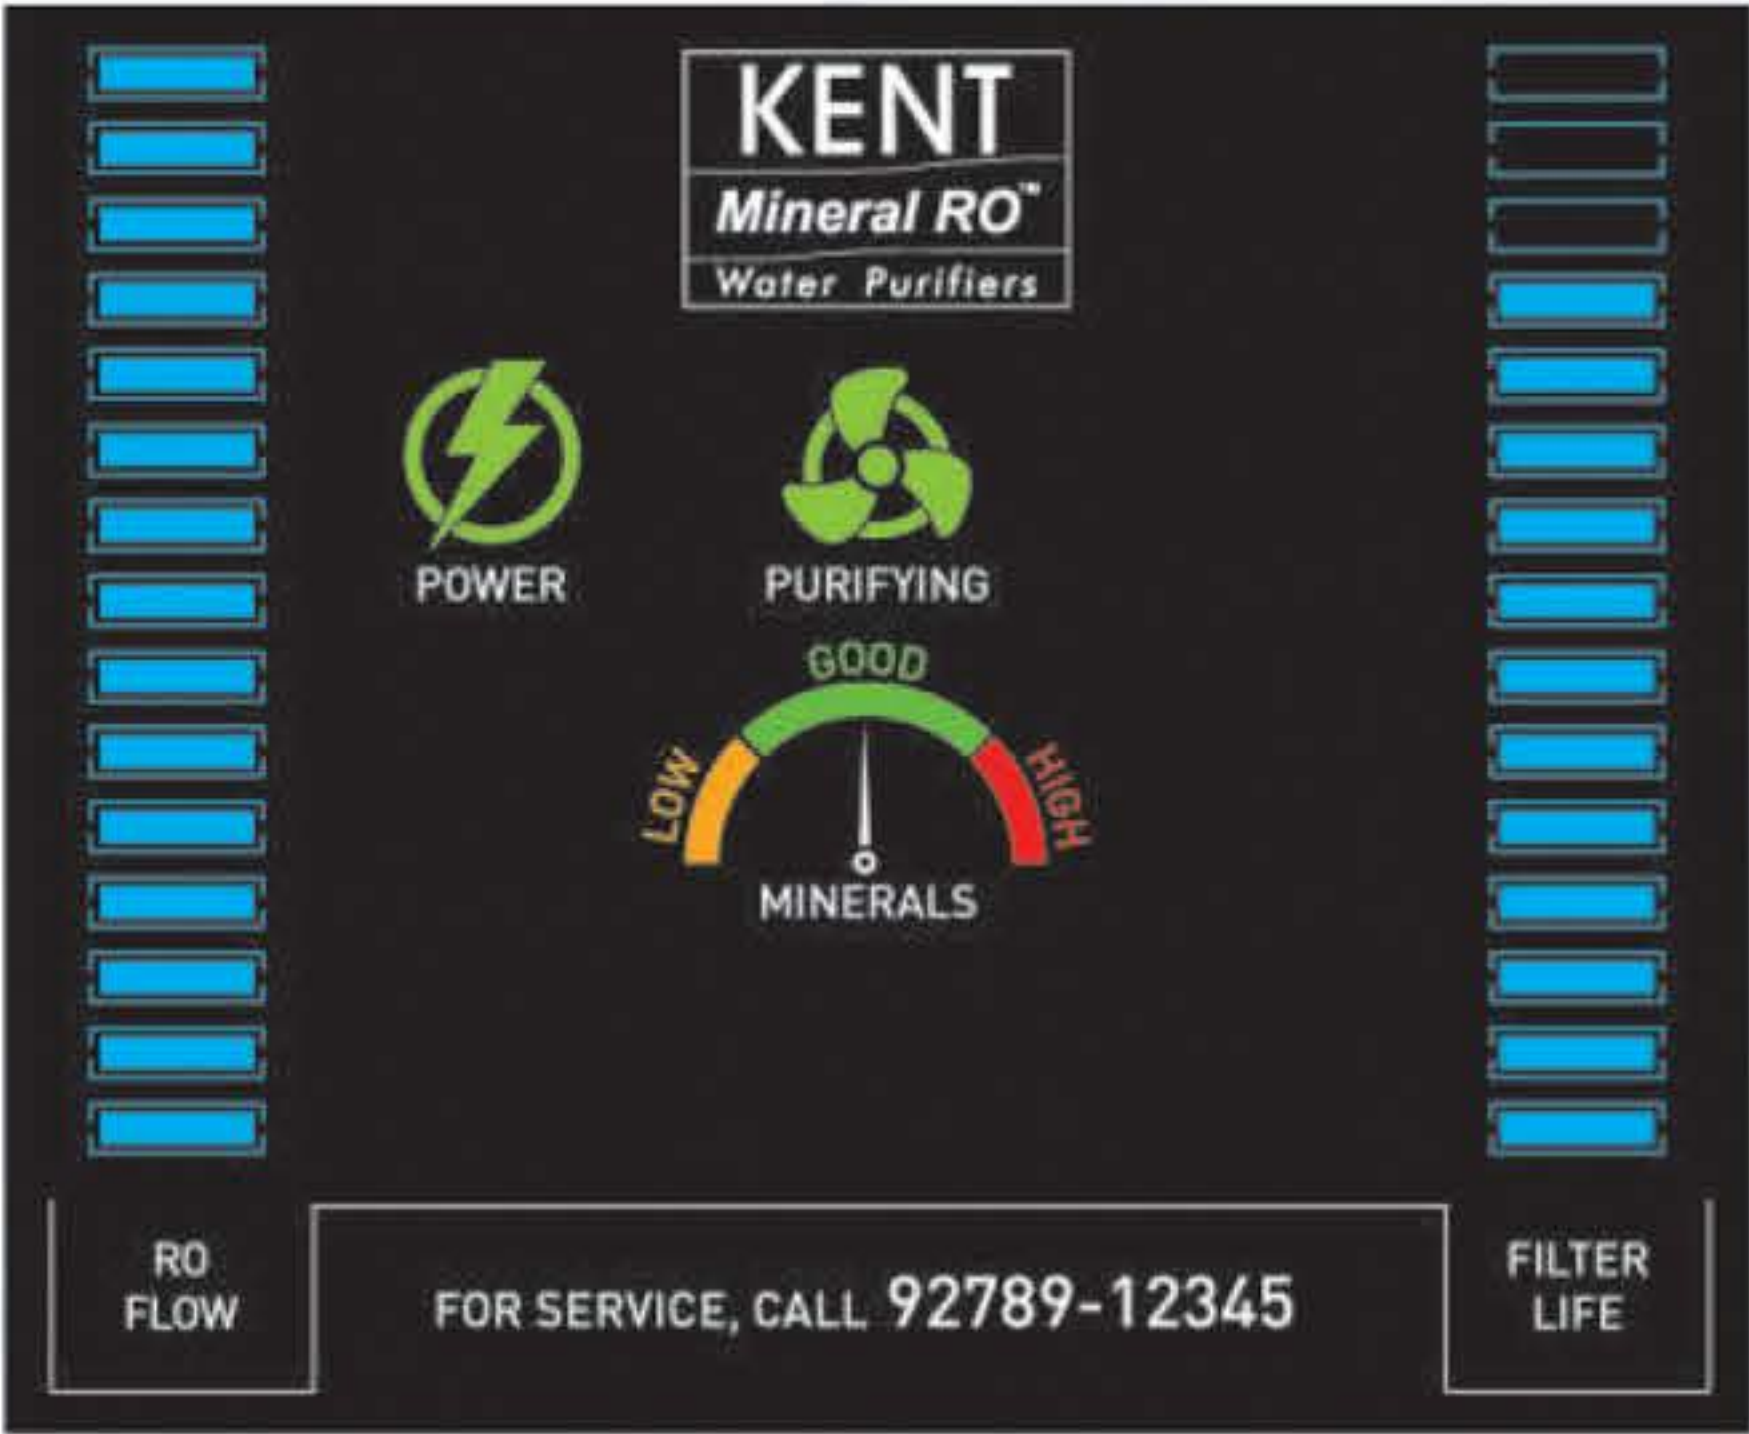 KENT
Mineral RO™
Water Purifiers
POWER
PURIFYING
GOOD
LOW
HIGH
MINERALS
RO
FLOW
FOR SERVICE, CALL 92789-12345
FILTER
LIFE